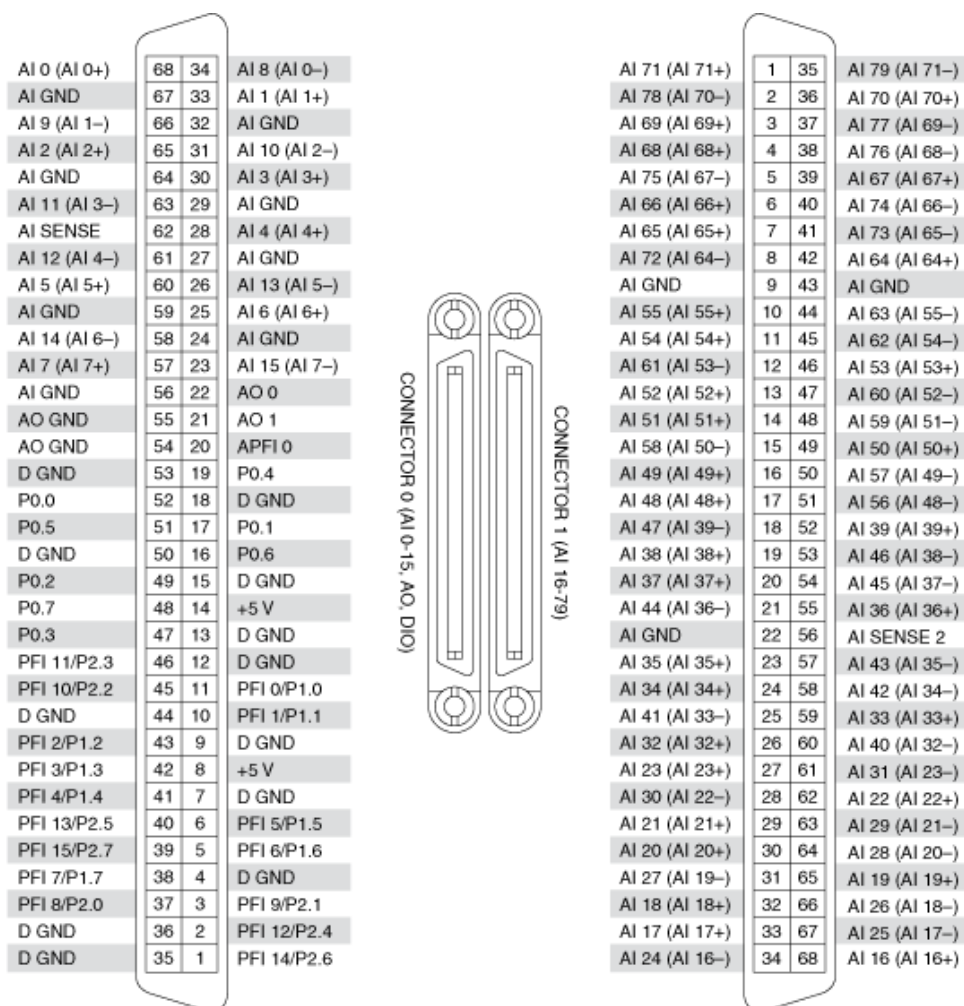 AI 0 (AI 0+) 68 34 AI 8 (AI 0–)
AI GND 67 33 AI 1 (AI 1+)
AI 9 (AI 1–) 66 32 AI GND
AI 2 (AI 2+) 65 31 AI 10 (AI 2–)
AI GND 64 30 AI 3 (AI 3+)
AI 11 (AI 3–) 63 29 AI GND
AI SENSE 62 28 AI 4 (AI 4+)
AI 12 (AI 4–) 61 27 AI GND
AI 5 (AI 5+) 60 26 AI 13 (AI 5–)
AI GND 59 25 AI 6 (AI 6+)
AI 14 (AI 6–) 58 24 AI GND
AI 7 (AI 7+) 57 23 AI 15 (AI 7–)
AI GND 56 22 AO 0
AO GND 55 21 AO 1
AO GND 54 20 APFI 0
D GND 53 19 P0.4
P0.0 52 18 D GND
P0.5 51 17 P0.1
D GND 50 16 P0.6
P0.2 49 15 D GND
P0.7 48 14 +5 V
P0.3 47 13 D GND
PFI 11/P2.3 46 12 D GND
PFI 10/P2.2 45 11 PFI 0/P1.0
D GND 44 10 PFI 1/P1.1
PFI 2/P1.2 43 9 D GND
PFI 3/P1.3 42 8 +5 V
PFI 4/P1.4 41 7 D GND
PFI 13/P2.5 40 6 PFI 5/P1.5
PFI 15/P2.7 39 5 PFI 6/P1.6
PFI 7/P1.7 38 4 D GND
PFI 8/P2.0 37 3 PFI 9/P2.1
D GND 36 2 PFI 12/P2.4
D GND 35 1 PFI 14/P2.6
CONNECTOR 0 (AI 0-15, AO, DIO)
CONNECTOR 1 (AI 16-79)
AI 71 (AI 71+) 1 35 AI 79 (AI 71–)
AI 78 (AI 70–) 2 36 AI 70 (AI 70+)
AI 69 (AI 69+) 3 37 AI 77 (AI 69–)
AI 68 (AI 68+) 4 38 AI 76 (AI 68–)
AI 75 (AI 67–) 5 39 AI 67 (AI 67+)
AI 66 (AI 66+) 6 40 AI 74 (AI 66–)
AI 65 (AI 65+) 7 41 AI 73 (AI 65–)
AI 72 (AI 64–) 8 42 AI 64 (AI 64+)
AI GND 9 43 AI GND
AI 55 (AI 55+) 10 44 AI 63 (AI 55–)
AI 54 (AI 54+) 11 45 AI 62 (AI 54–)
AI 61 (AI 53–) 12 46 AI 53 (AI 53+)
AI 52 (AI 52+) 13 47 AI 60 (AI 52–)
AI 51 (AI 51+) 14 48 AI 59 (AI 51–)
AI 58 (AI 50–) 15 49 AI 50 (AI 50+)
AI 49 (AI 49+) 16 50 AI 57 (AI 49–)
AI 48 (AI 48+) 17 51 AI 56 (AI 48–)
AI 47 (AI 39–) 18 52 AI 39 (AI 39+)
AI 38 (AI 38+) 19 53 AI 46 (AI 38–)
AI 37 (AI 37+) 20 54 AI 45 (AI 37–)
AI 44 (AI 36–) 21 55 AI 36 (AI 36+)
AI GND 22 56 AI SENSE 2
AI 35 (AI 35+) 23 57 AI 43 (AI 35–)
AI 34 (AI 34+) 24 58 AI 42 (AI 34–)
AI 41 (AI 33–) 25 59 AI 33 (AI 33+)
AI 32 (AI 32+) 26 60 AI 40 (AI 32–)
AI 23 (AI 23+) 27 61 AI 31 (AI 23–)
AI 30 (AI 22–) 28 62 AI 22 (AI 22+)
AI 21 (AI 21+) 29 63 AI 29 (AI 21–)
AI 20 (AI 20+) 30 64 AI 28 (AI 20–)
AI 27 (AI 19–) 31 65 AI 19 (AI 19+)
AI 18 (AI 18+) 32 66 AI 26 (AI 18–)
AI 17 (AI 17+) 33 67 AI 25 (AI 17–)
AI 24 (AI 16–) 34 68 AI 16 (AI 16+)